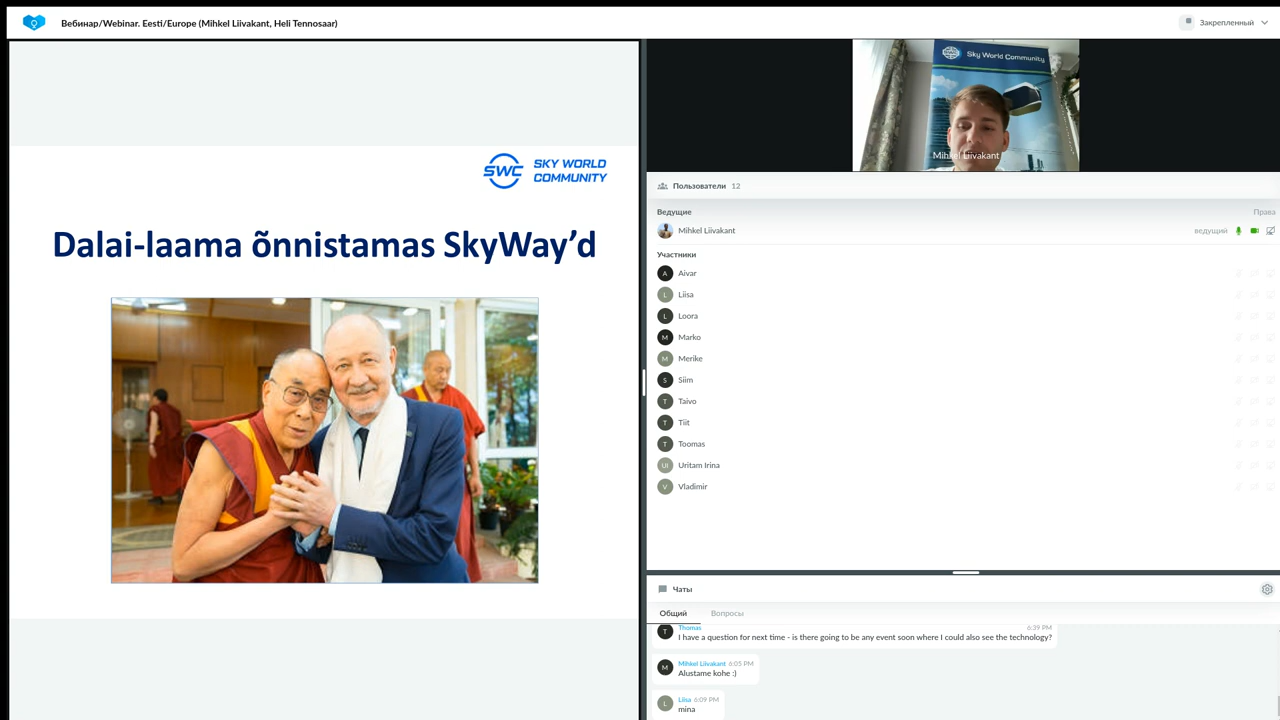 Вебинар/Webinar. Eesti/Europe (Mihkel Liivakant, Heli Tennosaar)
Закрепленный
SWC SKY WORLD
COMMUNITY
Dalai-laama õnnistamas SkyWay’d
Sky World Community
Mihkel Liivakant
Пользователи 12
Ведущие Права
Mihkel Liivakant ведущий
Участники
A Aivar
L Liisa
L Loora
M Marko
M Merike
S Siim
T Taivo
T Tiit
T Toomas
UI Uritam Irina
V Vladimir
Чаты
Общий Вопросы
Thomas 6:39 PM
T I have a question for next time - is there going to be any event soon where I could also see the technology?
Mihkel Liivakant 6:05 PM
M Alustame kohe :)
Liisa 6:09 PM
L mina